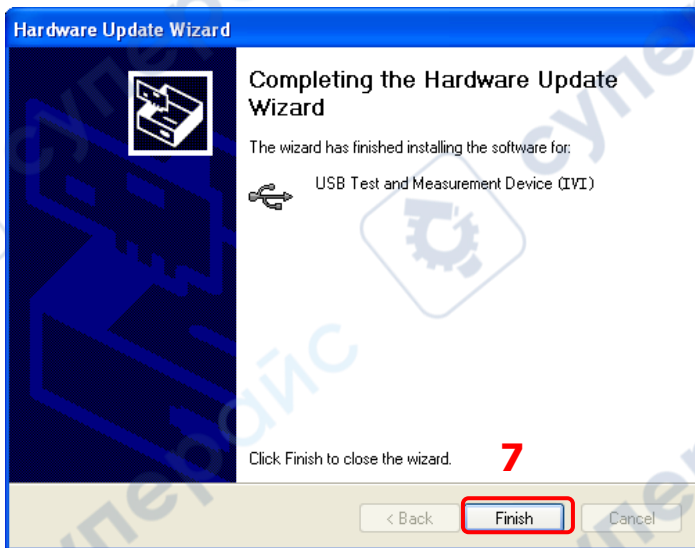 Hardware Update Wizard
Completing the Hardware Update
Wizard
The wizard has finished installing the software for:
USB Test and Measurement Device (IVI)
Click Finish to close the wizard.
7
< Back
Finish
Cancel